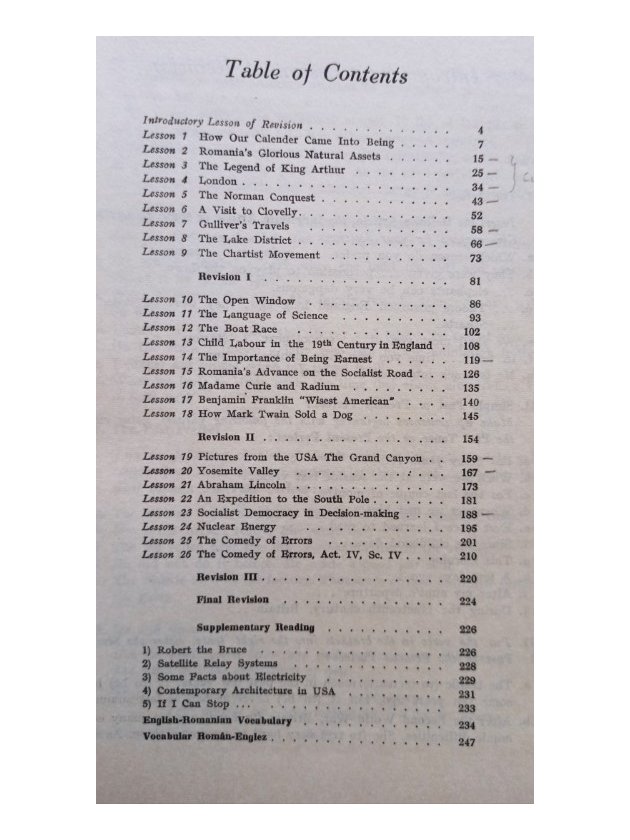 Table of Contents
Introductory Lesson of Revision . . . . . . . . . . . . . 4
Lesson 1 How Our Calender Came Into Being . . . . . 7
Lesson 2 Romania's Glorious Natural Assets . . . . . . 15 —
Lesson 3 The Legend of King Arthur . . . . . . . . . 25 —
Lesson 4 London . . . . . . . . . . . . . . . . . . . 34 —
Lesson 5 The Norman Conquest . . . . . . . . . . . . 43 —
Lesson 6 A Visit to Clovelly. . . . . . . . . . . . . . 52
Lesson 7 Gulliver's Travels . . . . . . . . . . . . . . 58 —
Lesson 8 The Lake District . . . . . . . . . . . . . . 66 —
Lesson 9 The Chartist Movement . . . . . . . . . . . 73
Revision I . . . . . . . . . . . . . . . . . 81
Lesson 10 The Open Window . . . . . . . . . . . . . 86
Lesson 11 The Language of Science . . . . . . . . . . . 93
Lesson 12 The Boat Race . . . . . . . . . . . . . . 102
Lesson 13 Child Labour in the 19th Century in England . 108
Lesson 14 The Importance of Being Earnest . . . . . . 119 —
Lesson 15 Romania's Advance on the Socialist Road . . . 126
Lesson 16 Madame Curie and Radium . . . . . . . . . 135
Lesson 17 Benjamin Franklin "Wisest American" . . . . 140
Lesson 18 How Mark Twain Sold a Dog . . . . . . . . 145
Revision II . . . . . . . . . . . . . . . . . 154
Lesson 19 Pictures from the USA The Grand Canyon . . 159 —
Lesson 20 Yosemite Valley . . . . . . . . . . . . . . 167 —
Lesson 21 Abraham Lincoln . . . . . . . . . . . . . . 173
Lesson 22 An Expedition to the South Pole . . . . . . . 181
Lesson 23 Socialist Democracy in Decision-making . . . . 188 —
Lesson 24 Nuclear Energy . . . . . . . . . . . . . 195
Lesson 25 The Comedy of Errors . . . . . . . . . . . 201
Lesson 26 The Comedy of Errors, Act. IV, Sc. IV . . . . 210
Revision III . . . . . . . . . . . . . . . . . 220
Final Revision . . . . . . . . . . . . . . . 224
Supplementary Reading . . . . . . . . . . . 226
1) Robert the Bruce . . . . . . . . . . . . . . . . . 226
2) Satellite Relay Systems . . . . . . . . . . . . . . 228
3) Some Facts about Electricity . . . . . . . . . . . 229
4) Contemporary Architecture in USA . . . . . . . . . 231
5) If I Can Stop ... . . . . . . . . . . . . . . . . 233
English-Romanian Vocabulary . . . . . . . . . . . . . 234
Vocabular Român-Englez . . . . . . . . . . . . . . . . 247